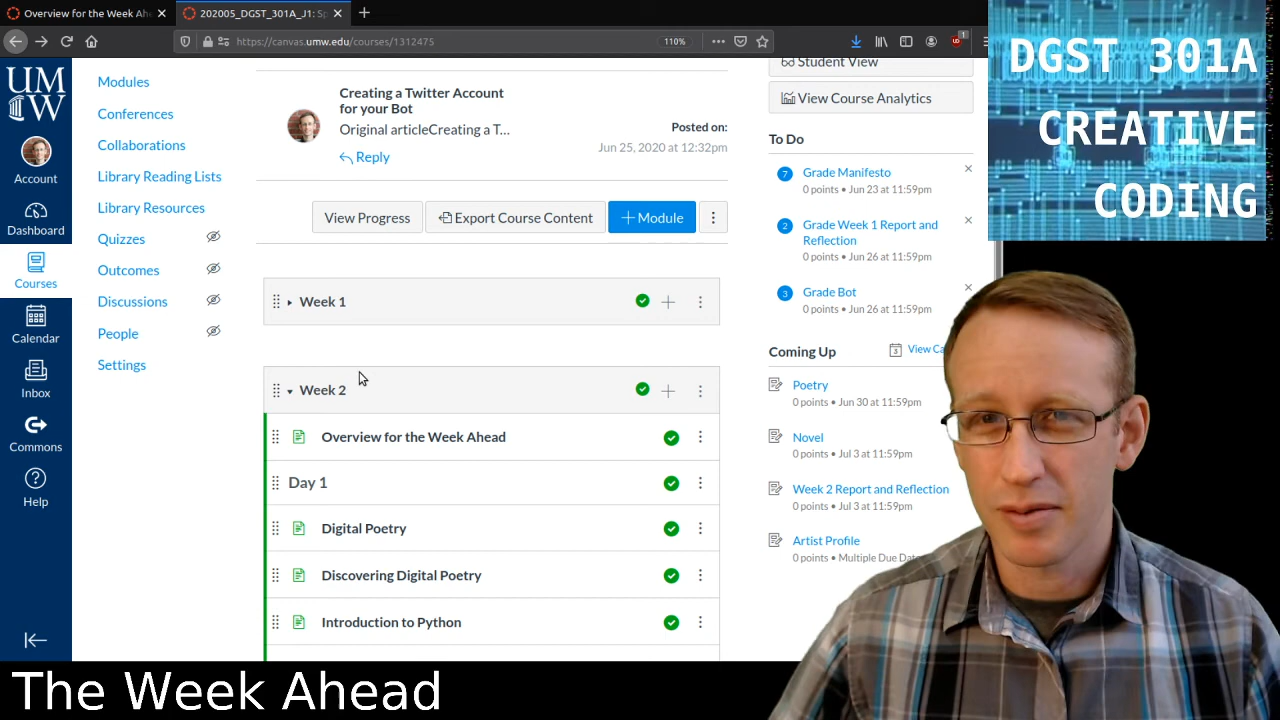 Overview for the Week Ahe
202005_DGST_301A_J1: Sp
https://canvas.umw.edu/courses/1312475
110%
1
UMW
Account
Dashboard
Courses
Calendar
Inbox
Commons
Help
Modules
Conferences
Collaborations
Library Reading Lists
Library Resources
Quizzes
Outcomes
Discussions
People
Settings
Creating a Twitter Account
for your Bot
Original articleCreating a T...
Reply
Posted on:
Jun 25, 2020 at 12:32pm
View Progress
Export Course Content
+ Module
Week 1
Week 2
Overview for the Week Ahead
Day 1
Digital Poetry
Discovering Digital Poetry
Introduction to Python
Student View
View Course Analytics
To Do
7
Grade Manifesto
0 points • Jun 23 at 11:59pm
2
Grade Week 1 Report and
Reflection
0 points • Jun 26 at 11:59pm
3
Grade Bot
0 points • Jun 26 at 11:59pm
Coming Up
View Ca
Poetry
0 points • Jun 30 at 11:59pm
Novel
0 points • Jul 3 at 11:59pm
Week 2 Report and Reflection
0 points • Jul 3 at 11:59pm
Artist Profile
0 points • Multiple Due Dat
DGST 301A
CREATIVE
CODING
The Week Ahead